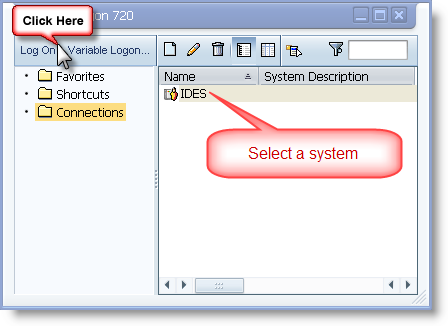 Click Here
on 720
Log On Variable Logon...
Favorites
Shortcuts
Connections
Name System Description
IDES
Select a system